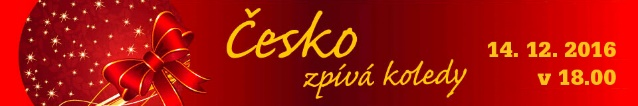 Česko
zpívá koledy
14. 12. 2016
v 18.00